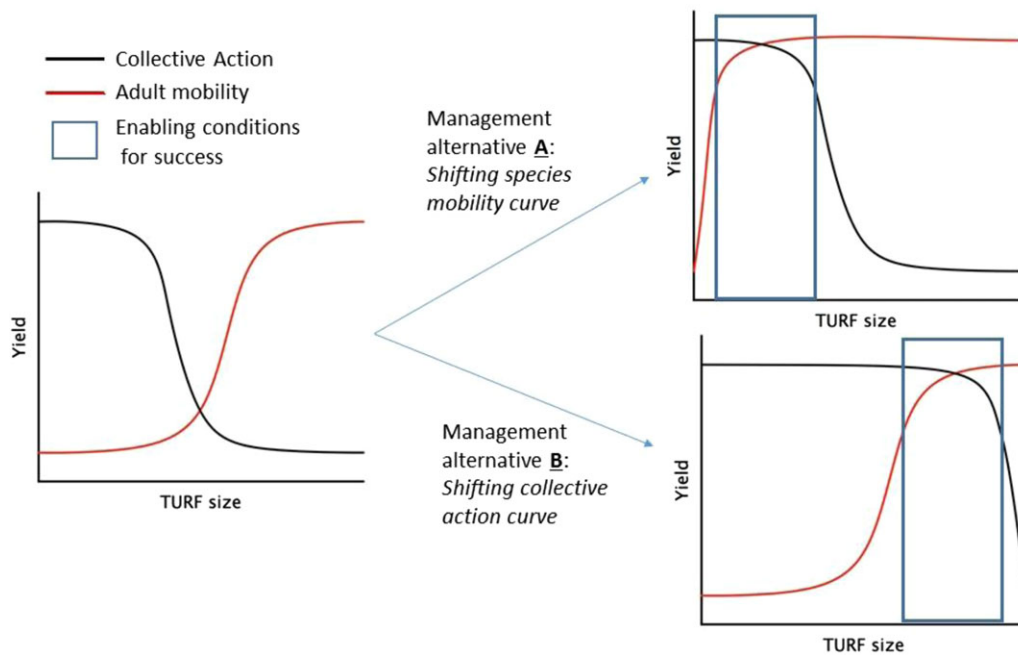 Collective Action
Adult mobility
Enabling conditions
for success
Yield
TURF size
Management
alternative A:
Shifting species
mobility curve
Yield
TURF size
Management
alternative B:
Shifting collective
action curve
Yield
TURF size